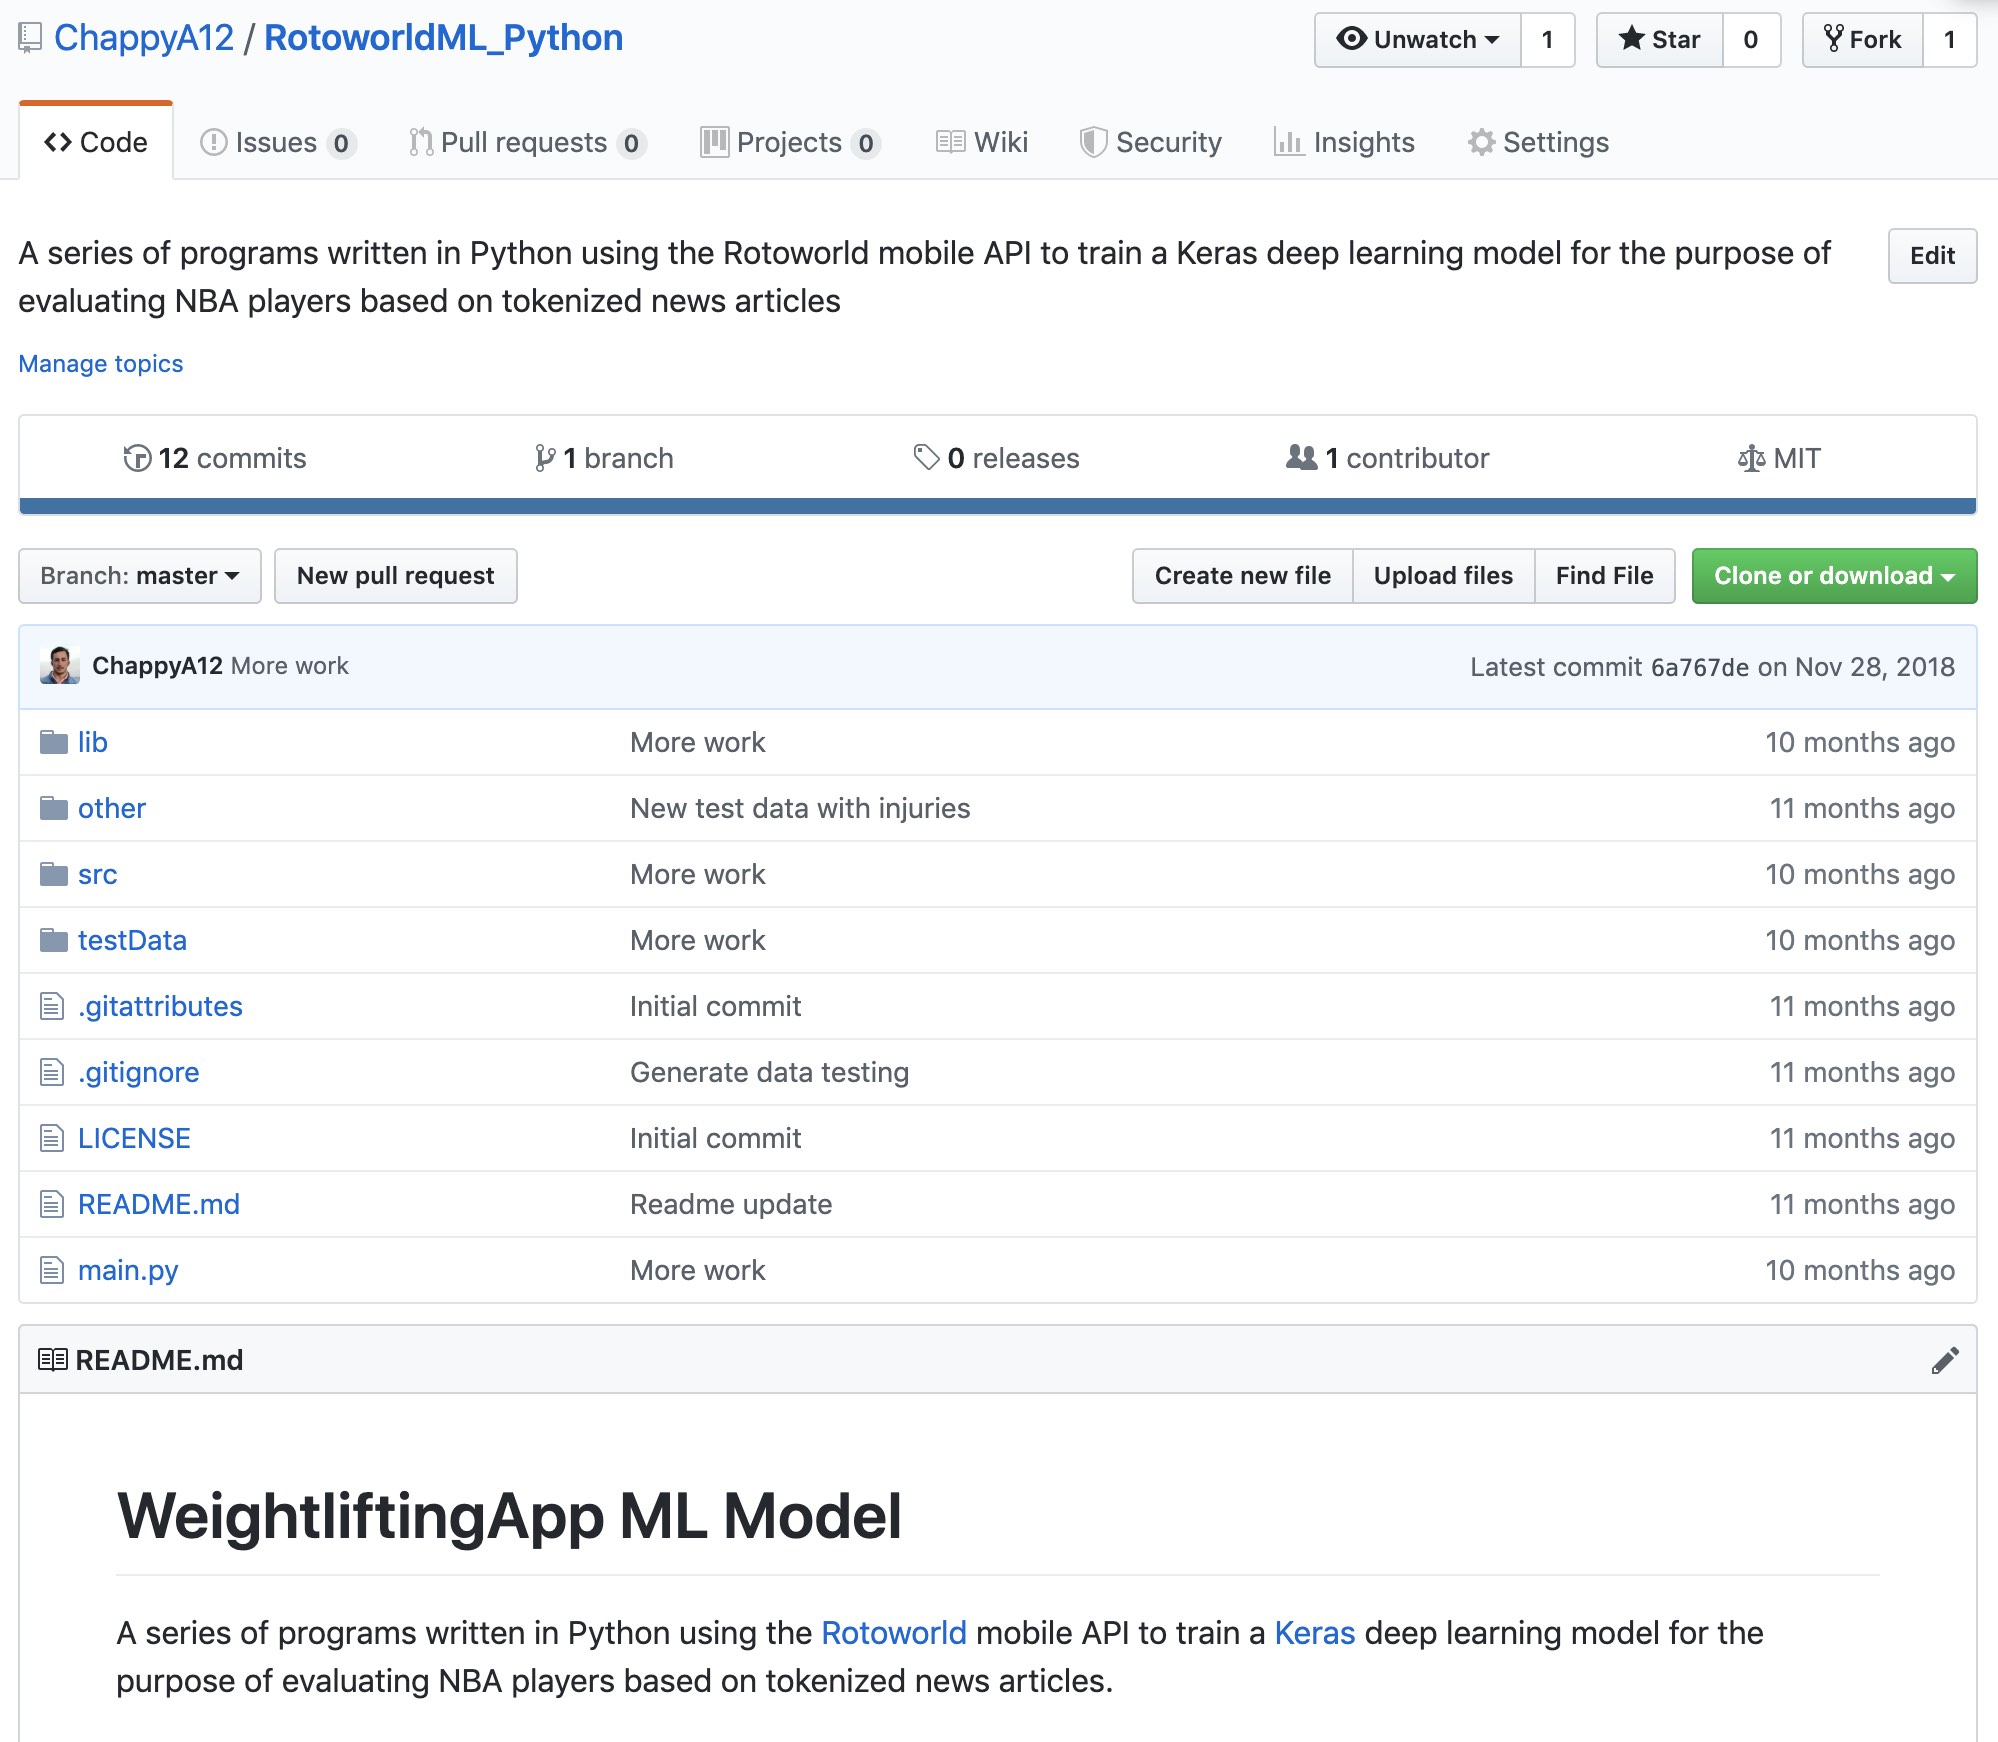 ChappyA12 / RotoworldML_Python
Unwatch 1 Star 0 Fork 1
Code Issues 0 Pull requests 0 Projects 0 Wiki Security Insights Settings
A series of programs written in Python using the Rotoworld mobile API to train a Keras deep learning model for the purpose of
evaluating NBA players based on tokenized news articles
Edit
Manage topics
12 commits 1 branch 0 releases 1 contributor MIT
Branch: master New pull request Create new file Upload files Find File Clone or download
ChappyA12 More work Latest commit 6a767de on Nov 28, 2018
lib More work 10 months ago
other New test data with injuries 11 months ago
src More work 10 months ago
testData More work 10 months ago
.gitattributes Initial commit 11 months ago
.gitignore Generate data testing 11 months ago
LICENSE Initial commit 11 months ago
README.md Readme update 11 months ago
main.py More work 10 months ago
README.md
WeightliftingApp ML Model
A series of programs written in Python using the Rotoworld mobile API to train a Keras deep learning model for the
purpose of evaluating NBA players based on tokenized news articles.